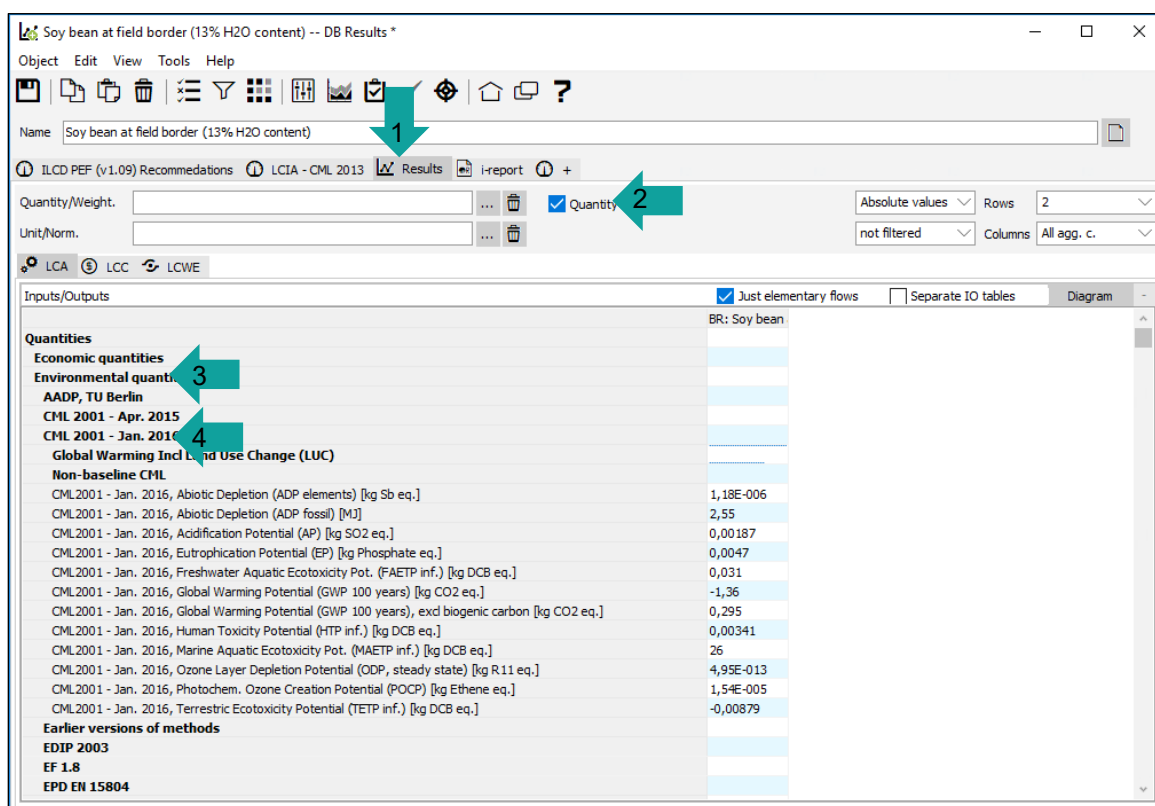 Soy bean at field border (13% H2O content) -- DB Results *
Object Edit View Tools Help
1
Name Soy bean at field border (13% H2O content)
ILCD PEF (v1.09) Recommedations LCIA - CML 2013 Results i-report +
Quantity/Weight. ... Quantity 2 Absolute values Rows 2
Unit/Norm. ... not filtered Columns All agg. c.
LCA LCC LCWE
Inputs/Outputs Just elementary flows Separate IO tables Diagram -
BR: Soy bean
Quantities
Economic quantities
Environmental quanti 3
AADP, TU Berlin
CML 2001 - Apr. 2015
CML 2001 - Jan. 2016 4
Global Warming Incl Land Use Change (LUC)
Non-baseline CML
CML2001 - Jan. 2016, Abiotic Depletion (ADP elements) [kg Sb eq.] 1,18E-006
CML2001 - Jan. 2016, Abiotic Depletion (ADP fossil) [MJ] 2,55
CML2001 - Jan. 2016, Acidification Potential (AP) [kg SO2 eq.] 0,00187
CML2001 - Jan. 2016, Eutrophication Potential (EP) [kg Phosphate eq.] 0,0047
CML2001 - Jan. 2016, Freshwater Aquatic Ecotoxicity Pot. (FAETP inf.) [kg DCB eq.] 0,031
CML2001 - Jan. 2016, Global Warming Potential (GWP 100 years) [kg CO2 eq.] -1,36
CML2001 - Jan. 2016, Global Warming Potential (GWP 100 years), excl biogenic carbon [kg CO2 eq.] 0,295
CML2001 - Jan. 2016, Human Toxicity Potential (HTP inf.) [kg DCB eq.] 0,00341
CML2001 - Jan. 2016, Marine Aquatic Ecotoxicity Pot. (MAETP inf.) [kg DCB eq.] 26
CML2001 - Jan. 2016, Ozone Layer Depletion Potential (ODP, steady state) [kg R11 eq.] 4,95E-013
CML2001 - Jan. 2016, Photochem. Ozone Creation Potential (POCP) [kg Ethene eq.] 1,54E-005
CML2001 - Jan. 2016, Terrestric Ecotoxicity Potential (TETP inf.) [kg DCB eq.] -0,00879
Earlier versions of methods
EDIP 2003
EF 1.8
EPD EN 15804